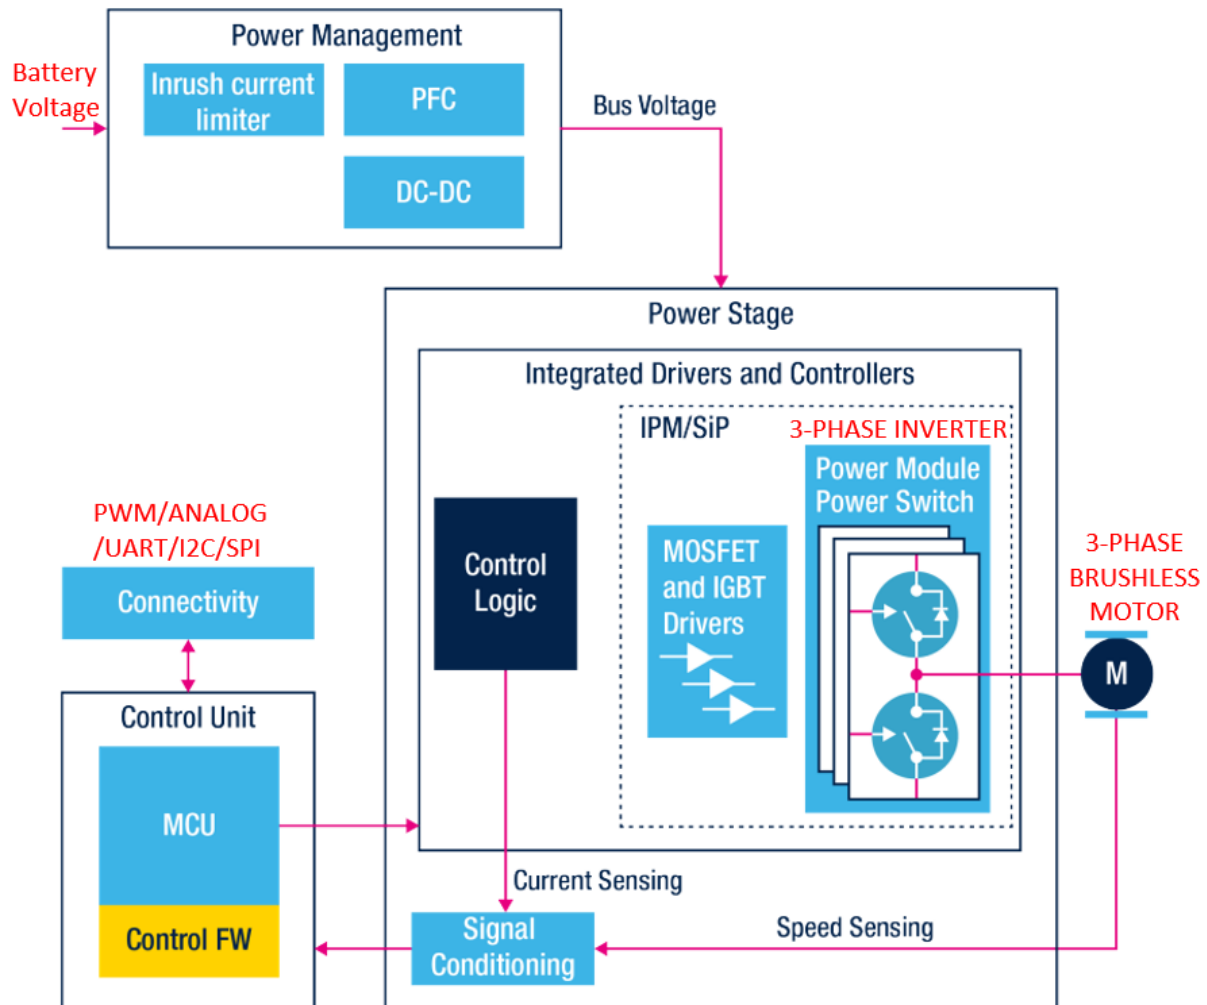 Power Management
Battery
Voltage
Inrush current
limiter
PFC
DC-DC
Bus Voltage
Power Stage
Integrated Drivers and Controllers
IPM/SiP
3-PHASE INVERTER
Power Module
Power Switch
Control
Logic
MOSFET
and IGBT
Drivers
3-PHASE
BRUSHLESS
MOTOR
M
PWM/ANALOG
/UART/I2C/SPI
Connectivity
Control Unit
MCU
Control FW
Current Sensing
Signal
Conditioning
Speed Sensing